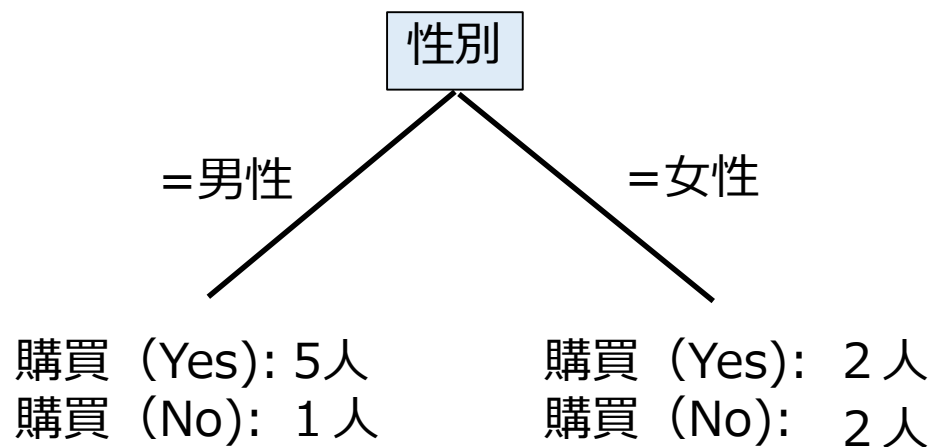 性別
=男性
=女性
購買（Yes): 5人
購買（No): １人
購買（Yes): ２人
購買（No): ２人